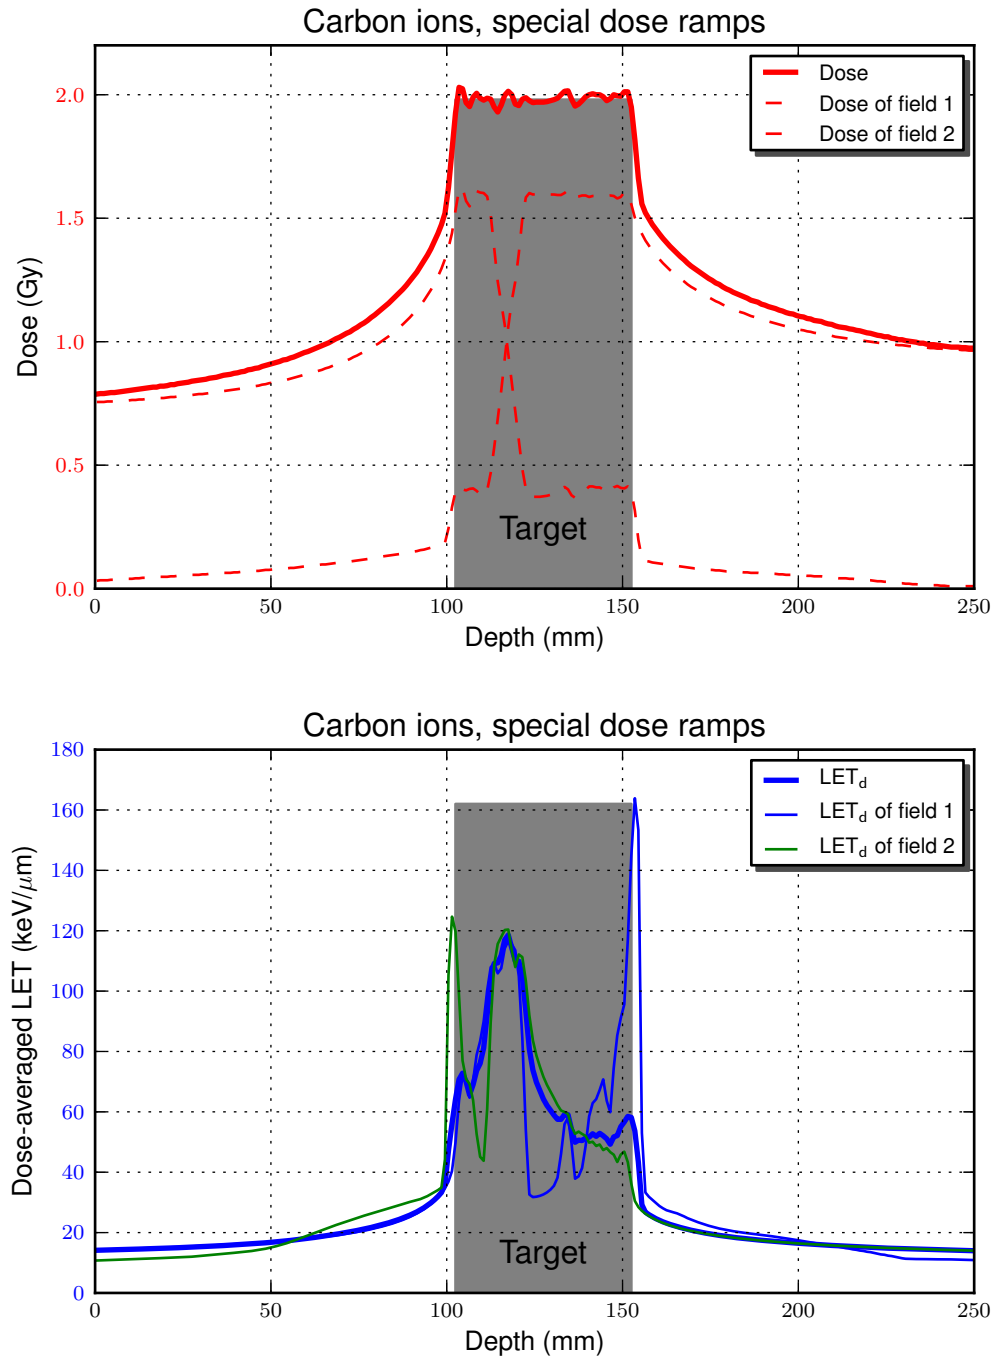 Carbon ions, special dose ramps
Dose (Gy)
2.0
1.5
1.0
0.5
0.0
Dose
Dose of field 1
Dose of field 2
Target
0 50 100 150 200 250
Depth (mm)
Carbon ions, special dose ramps
Dose-averaged LET (keV/μm)
180
160
140
120
100
80
60
40
20
0
LETd
LETd of field 1
LETd of field 2
Target
0 50 100 150 200 250
Depth (mm)